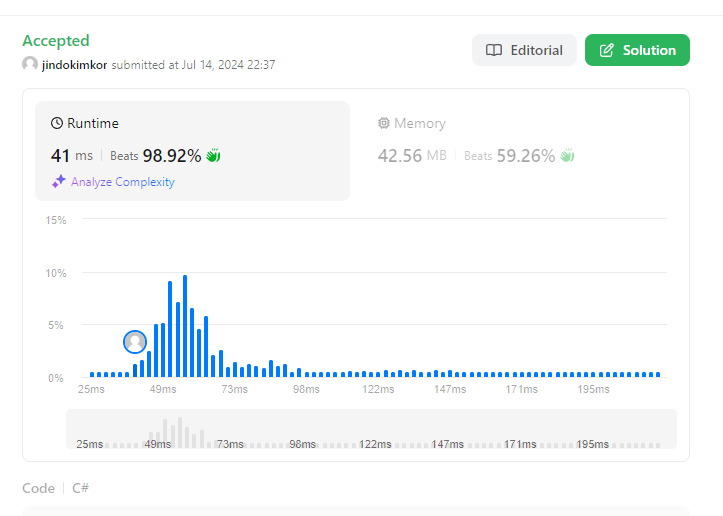 Accepted
Editorial
Solution
jindokimkor submitted at Jul 14, 2024 22:37
Runtime
Memory
41 ms
Beats 98.92%
42.56 MB
Beats 59.26%
Analyze Complexity
15%
10%
5%
0%
25ms 49ms 73ms 98ms 122ms 147ms 171ms 195ms
25ms 49ms 73ms 98ms 122ms 147ms 171ms 195ms
Code
C#